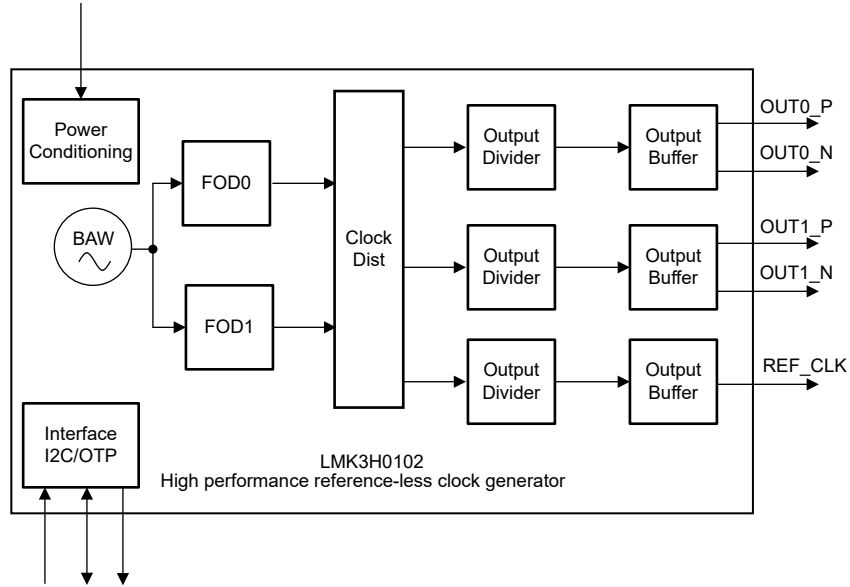 Power
Conditioning
BAW
FOD0
FOD1
Clock
Dist
Output
Divider
Output
Buffer
OUT0_P
OUT0_N
Output
Divider
Output
Buffer
OUT1_P
OUT1_N
Output
Divider
Output
Buffer
REF_CLK
Interface
I2C/OTP
LMK3H0102
High performance reference-less clock generator